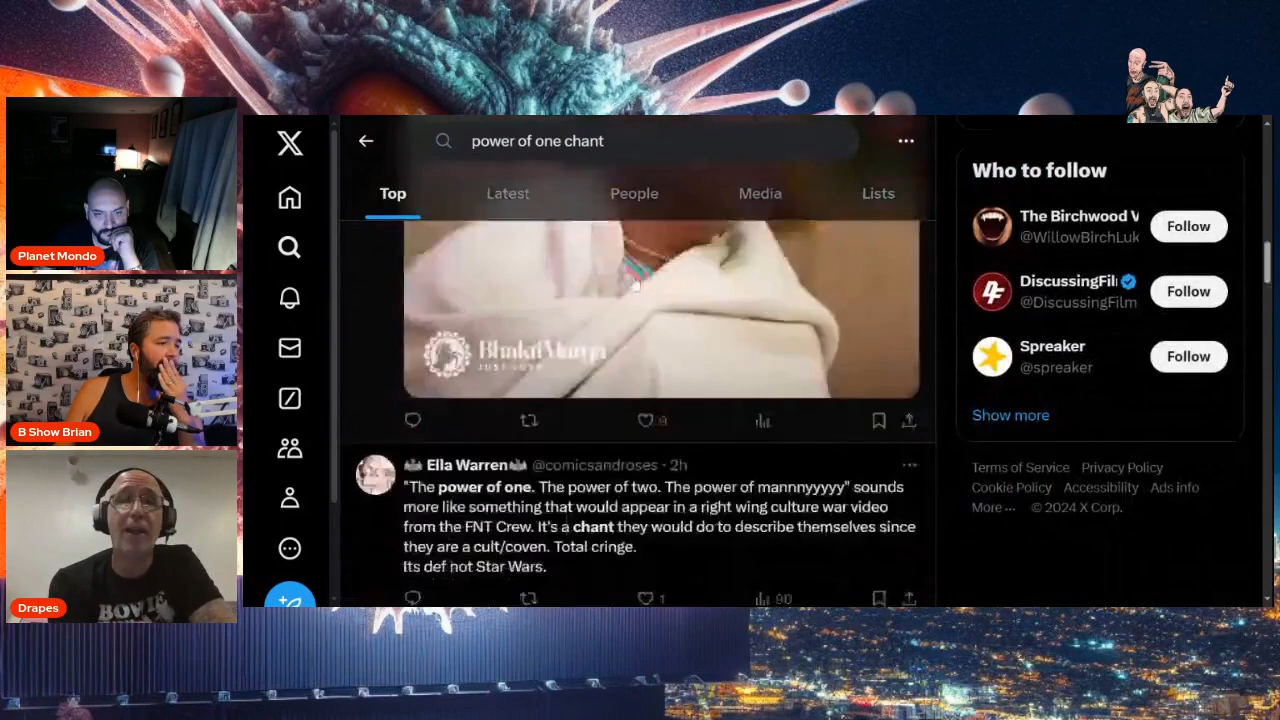 power of one chant
Top
Latest
People
Media
Lists
Planet Mondo
B Show Brian
BOWIE
Drapes
BhaktiMarga
JUST LOVE
Ella Warren @comicsandroses · 2h
"The power of one. The power of two. The power of mannnyyyyy" sounds
more like something that would appear in a right wing culture war video
from the FNT Crew. It's a chant they would do to describe themselves since
they are a cult/coven. Total cringe.
Its def not Star Wars.
1
Who to follow
The Birchwood V
@WillowBirchLuk
Follow
DiscussingFil
@DiscussingFilm
Follow
Spreaker
@spreaker
Follow
Show more
Terms of Service Privacy Policy
Cookie Policy Accessibility Ads info
More ··· © 2024 X Corp.